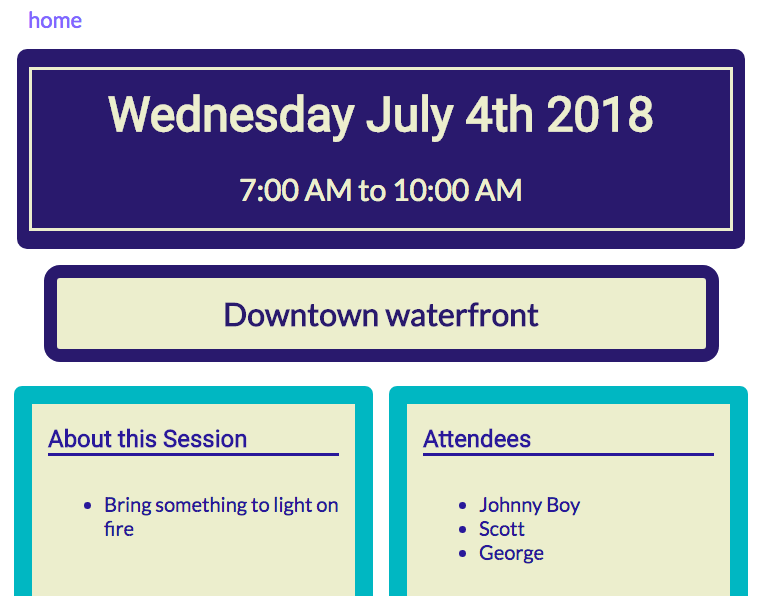 home
Wednesday July 4th 2018
7:00 AM to 10:00 AM
Downtown waterfront
About this Session
• Bring something to light on
fire
Attendees
• Johnny Boy
• Scott
• George